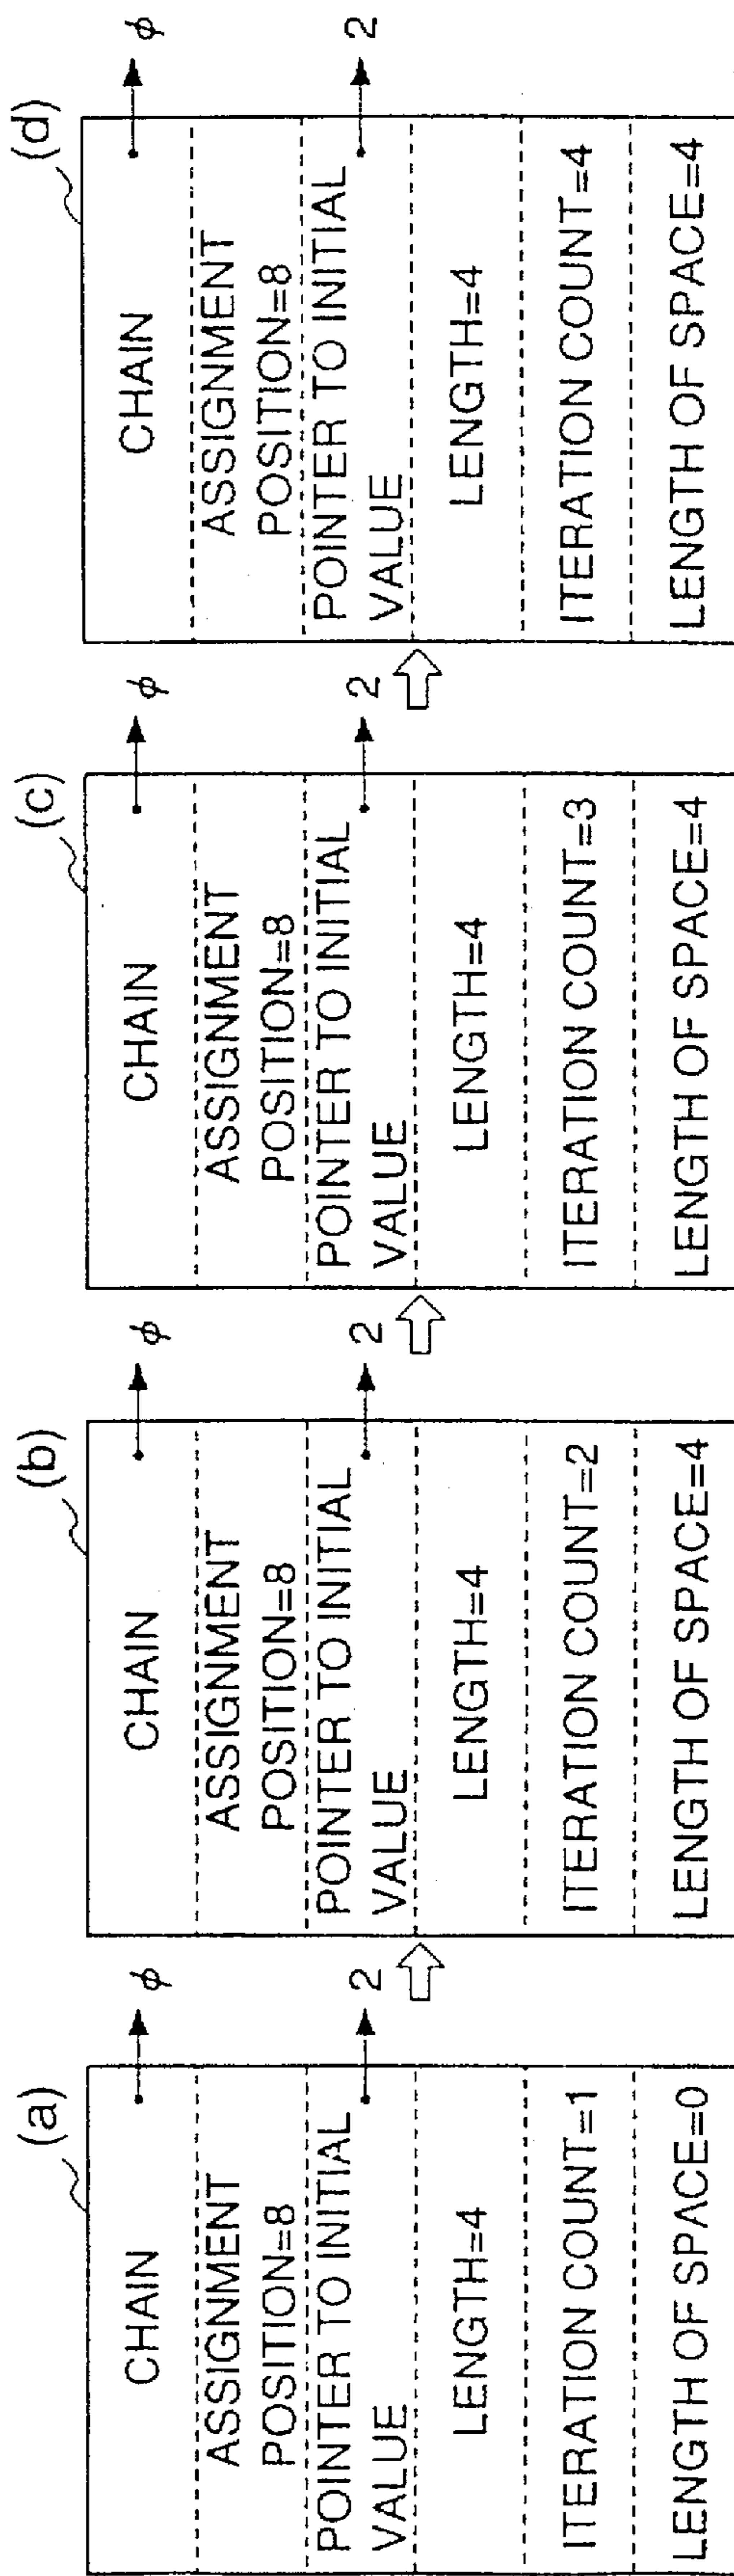 (a)
CHAIN
ϕ
ASSIGNMENT
POSITION=8
POINTER TO INITIAL
VALUE
2
LENGTH=4
ITERATION COUNT=1
LENGTH OF SPACE=0
(b)
CHAIN
ϕ
ASSIGNMENT
POSITION=8
POINTER TO INITIAL
VALUE
2
LENGTH=4
ITERATION COUNT=2
LENGTH OF SPACE=4
(c)
CHAIN
ϕ
ASSIGNMENT
POSITION=8
POINTER TO INITIAL
VALUE
2
LENGTH=4
ITERATION COUNT=3
LENGTH OF SPACE=4
(d)
CHAIN
ϕ
ASSIGNMENT
POSITION=8
POINTER TO INITIAL
VALUE
2
LENGTH=4
ITERATION COUNT=4
LENGTH OF SPACE=4